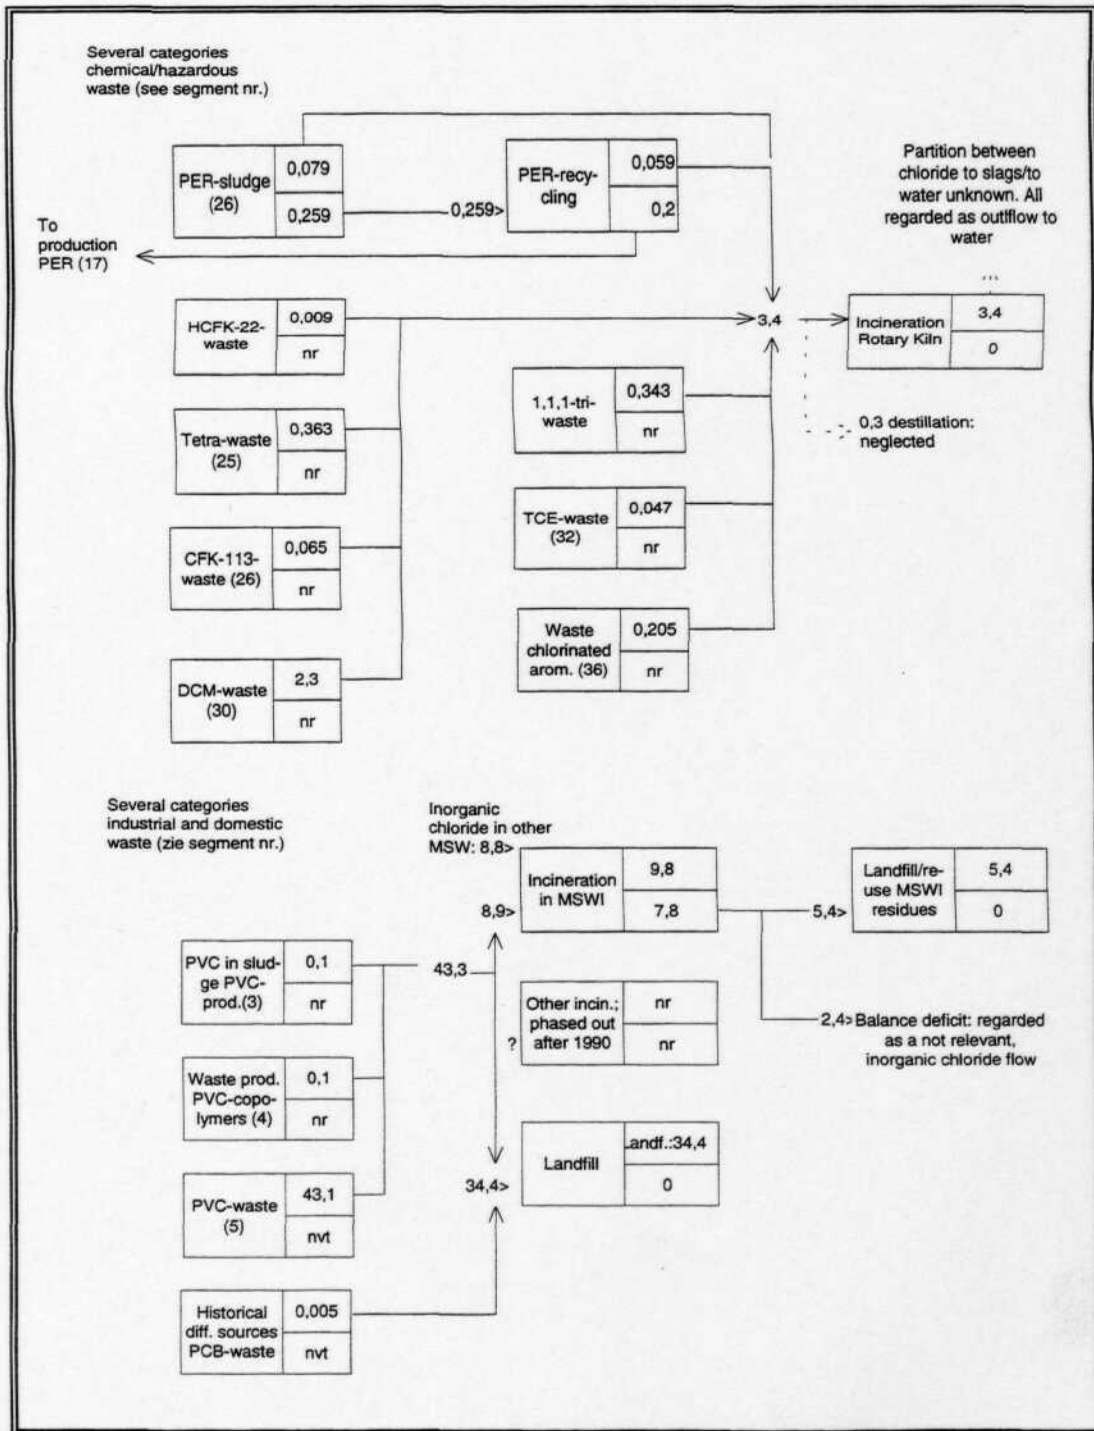 Several categories
chemical/hazardous
waste (see segment nr.)
PER-sludge
(26)
0,079
0,259
0,259>
PER-recy-
cling
0,059
0,2
Partition between
chloride to slags/to
water unknown. All
regarded as outlflow to
water
To
production
PER (17)
HCFK-22-
waste
0,009
nr
3,4
Incineration
Rotary Kiln
3,4
0
1,1,1-tri-
waste
0,343
nr
0,3 destillation:
neglected
Tetra-waste
(25)
0,363
nr
TCE-waste
(32)
0,047
nr
CFK-113-
waste (26)
0,065
nr
Waste
chlorinated
arom. (36)
0,205
nr
DCM-waste
(30)
2,3
nr
Several categories
industrial and domestic
waste (zie segment nr.)
Inorganic
chloride in other
MSW: 8,8>
8,9>
Incineration
in MSWI
9,8
7,8
5,4>
Landfill/re-
use MSWI
residues
5,4
0
PVC in slud-
ge PVC-
prod.(3)
0,1
nr
43,3
?
Other incin.;
phased out
after 1990
nr
nr
2,4> Balance deficit: regarded
as a not relevant,
inorganic chloride flow
Waste prod.
PVC-copo-
lymers (4)
0,1
nr
34,4>
Landfill
Landf.:34,4
0
PVC-waste
(5)
43,1
nvt
Historical
diff. sources
PCB-waste
0,005
nvt